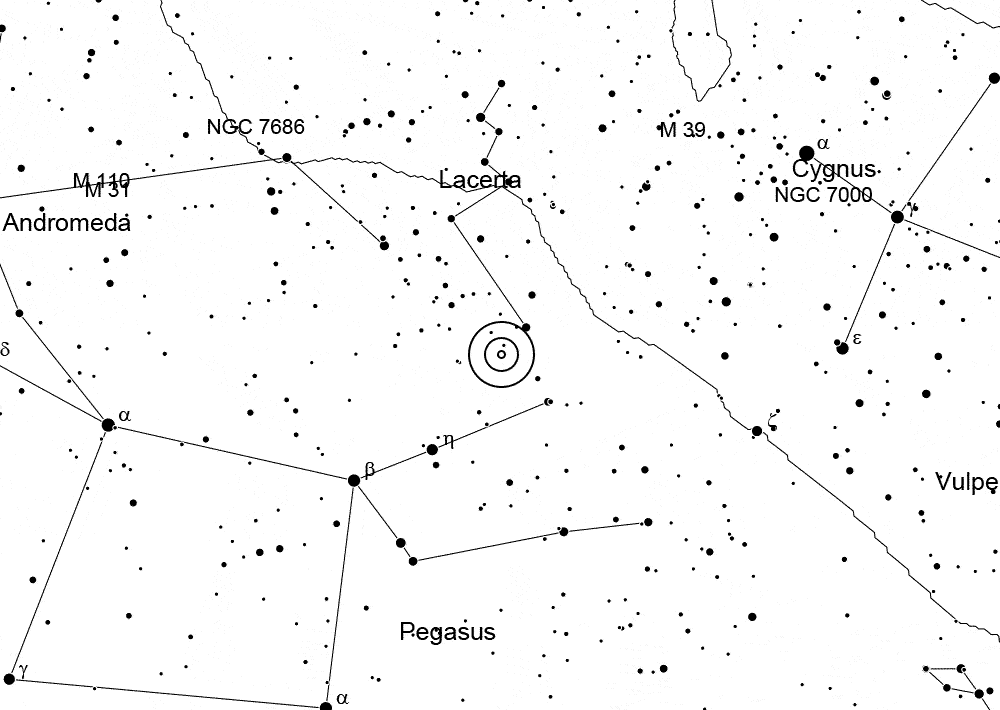 NGC 7686
M 39
α
Cygnus
M 110
M 31
Lacerta
NGC 7000
γ
Andromeda
ε
δ
α
ζ
η
β
Vulpe
Pegasus
γ
α